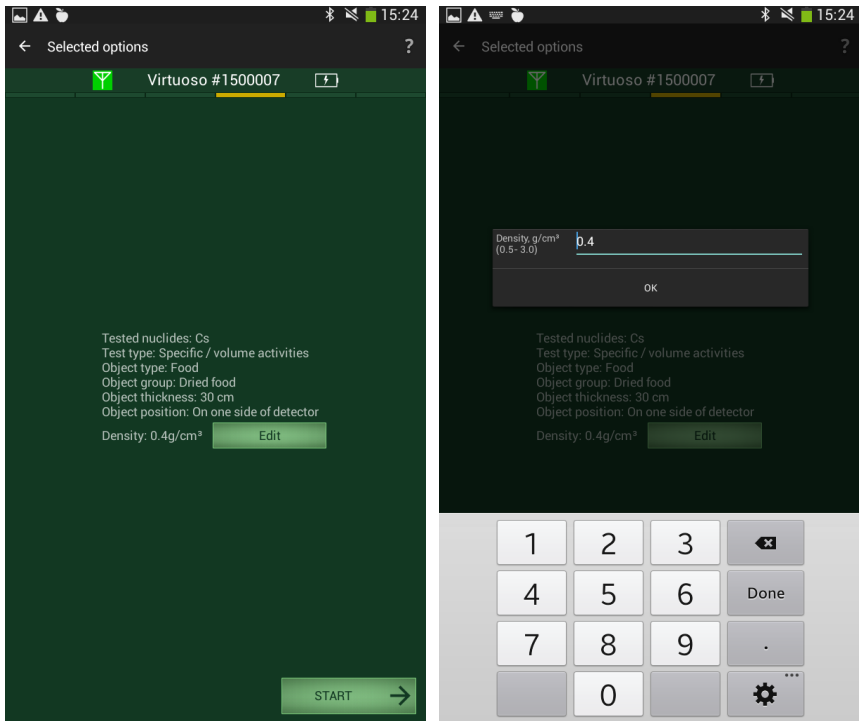 15:24
Selected options
?
Virtuoso #1500007
Tested nuclides: Cs
Test type: Specific / volume activities
Object type: Food
Object group: Dried food
Object thickness: 30 cm
Object position: On one side of detector
Density: 0.4g/cm³
Edit
START
15:24
Selected options
?
Virtuoso #1500007
Density, g/cm³
0.4
(0.5- 3.0)
OK
Tested nuclides: Cs
Test type: Specific / volume activities
Object type: Food
Object group: Dried food
Object thickness: 30 cm
Object position: On one side of detector
Density: 0.4g/cm³
Edit
1 2 3
4 5 6 Done
7 8 9 .
0